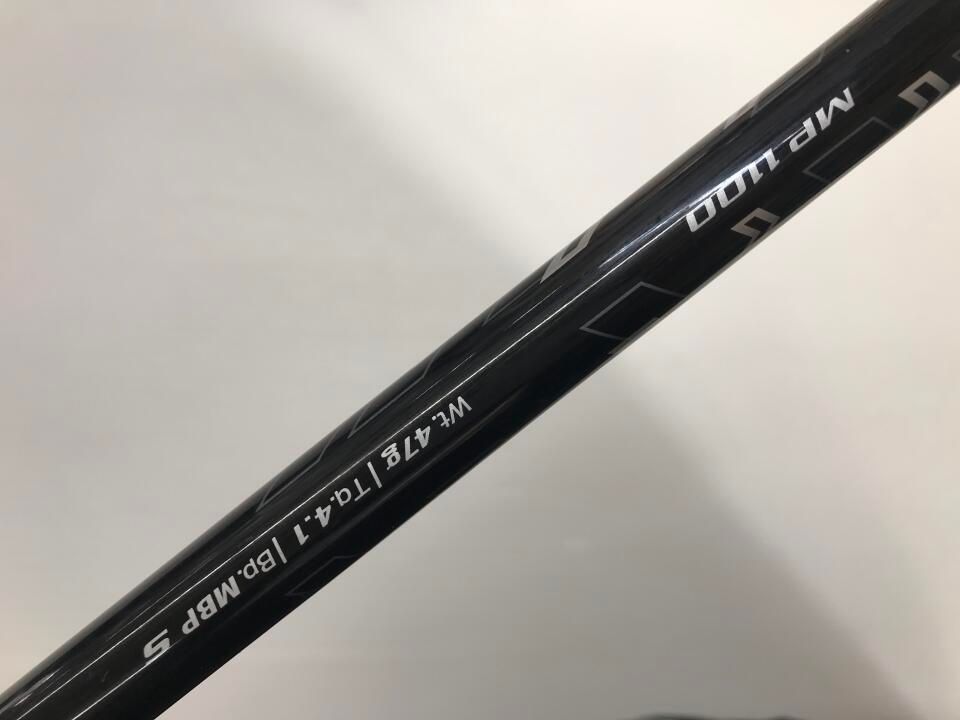 MP 1100
Wt.47g | Tq.4.1 | Bp.MBP S